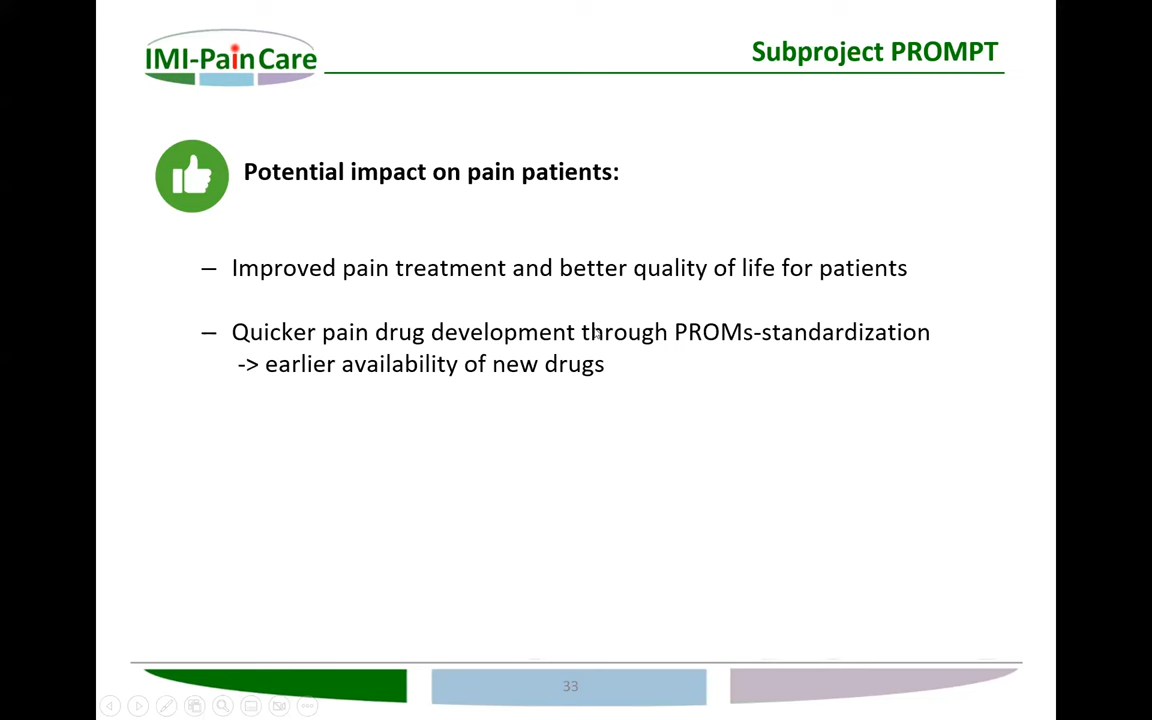 IMI-PainCare
Subproject PROMPT
Potential impact on pain patients:
– Improved pain treatment and better quality of life for patients
– Quicker pain drug development through PROMs-standardization
-> earlier availability of new drugs
33